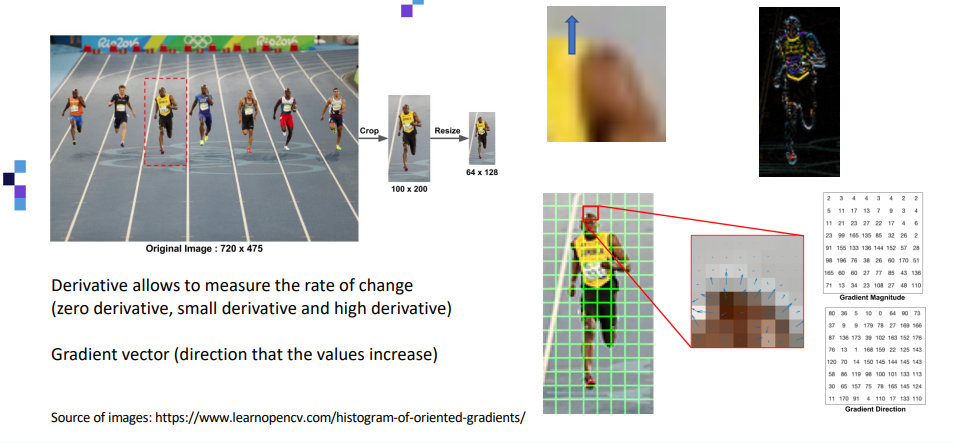 Rio2016
Crop
Resize
64 x 128
100 x 200
Original Image : 720 x 475
Derivative allows to measure the rate of change
(zero derivative, small derivative and high derivative)
Gradient vector (direction that the values increase)
Source of images: https://www.learnopencv.com/histogram-of-oriented-gradients/
2 3 4 4 3 4 2 2
5 11 17 13 7 9 3 4
11 21 23 27 22 17 4 6
23 99 165 135 85 32 26 2
91 155 133 136 144 152 57 28
98 196 76 38 26 60 170 51
165 60 60 27 77 85 43 136
71 13 34 23 108 27 48 110
Gradient Magnitude
80 36 5 10 0 64 90 73
37 9 9 179 78 27 169 166
87 136 173 39 102 163 152 176
76 13 1 168 159 22 125 143
120 70 14 150 145 144 145 143
58 86 119 98 100 101 133 113
30 65 157 75 78 165 145 124
11 170 91 4 110 17 133 110
Gradient Direction